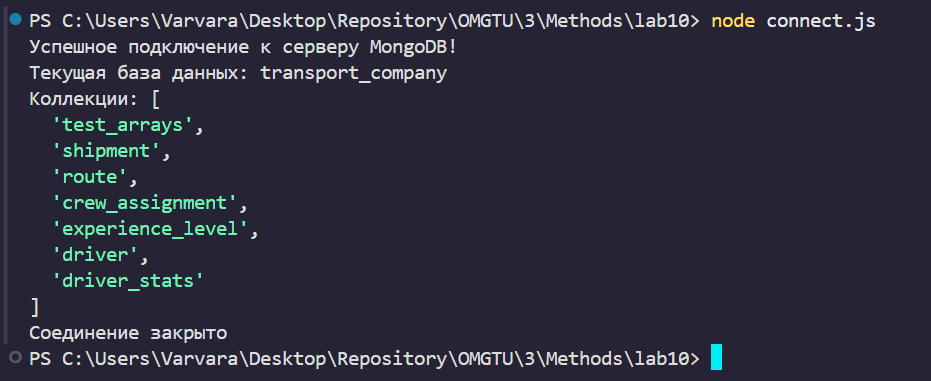 PS C:\Users\Varvara\Desktop\Repository\OMGTU\3\Methods\lab10> node connect.js
Успешное подключение к серверу MongoDB!
Текущая база данных: transport_company
Коллекции: [
  'test_arrays',
  'shipment',
  'route',
  'crew_assignment',
  'experience_level',
  'driver',
  'driver_stats'
]
Соединение закрыто
PS C:\Users\Varvara\Desktop\Repository\OMGTU\3\Methods\lab10>